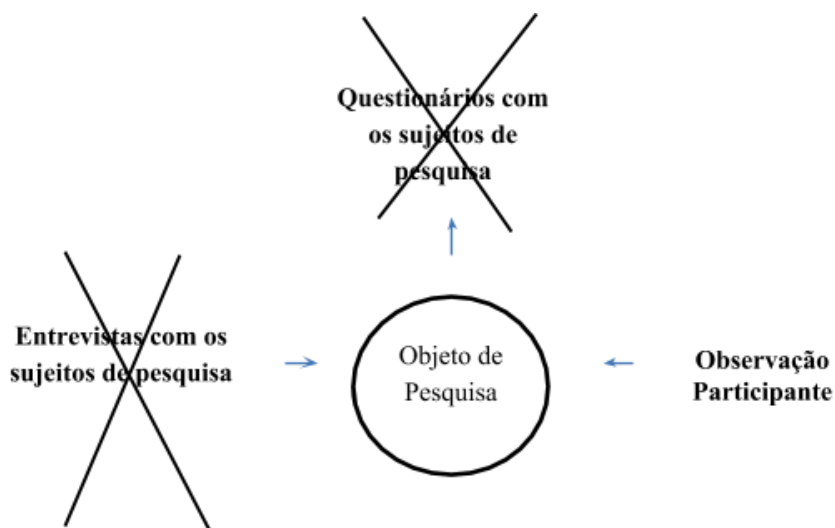 Questionários com
os sujeitos de
pesquisa
Entrevistas com os
sujeitos de pesquisa
Objeto de
Pesquisa
Observação
Participante